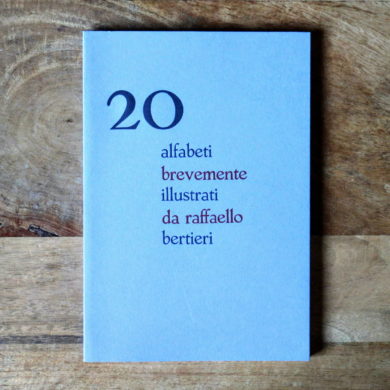 20
alfabeti
brevemente
illustrati
da raffaello
bertieri